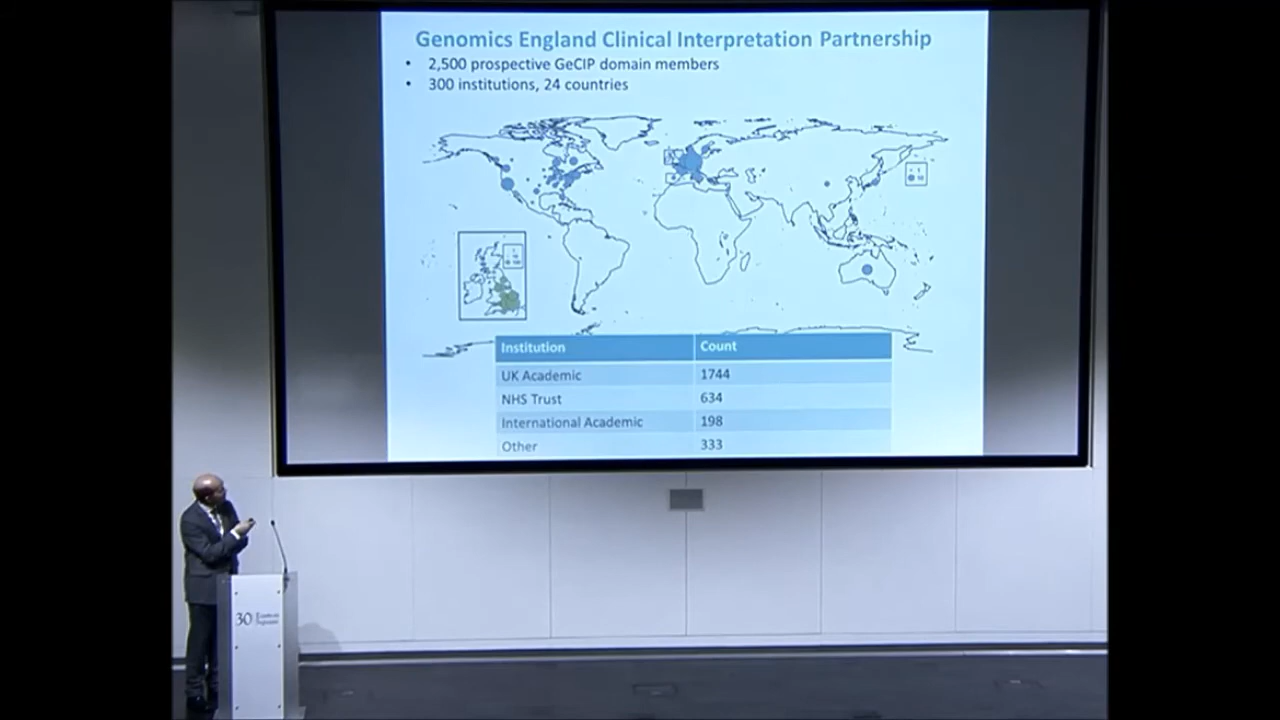 Genomics England Clinical Interpretation Partnership
• 2,500 prospective GeCIP domain members
• 300 institutions, 24 countries
Institution Count
UK Academic 1744
NHS Trust 634
International Academic 198
Other 333
30